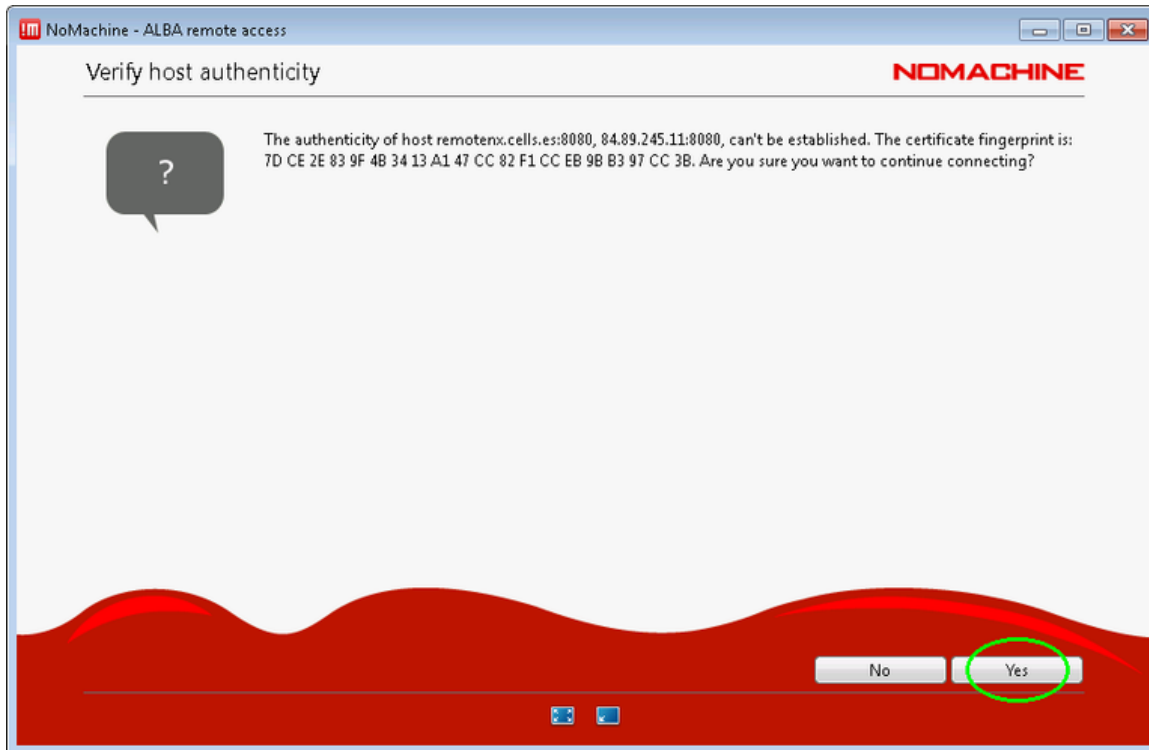 NoMachine - ALBA remote access
Verify host authenticity
NOMACHINE
?
The authenticity of host remotenx.cells.es:8080, 84.89.245.11:8080, can't be established. The certificate fingerprint is:
7D CE 2E 83 9F 4B 34 13 A1 47 CC 82 F1 CC EB 9B B3 97 CC 3B. Are you sure you want to continue connecting?
No
Yes